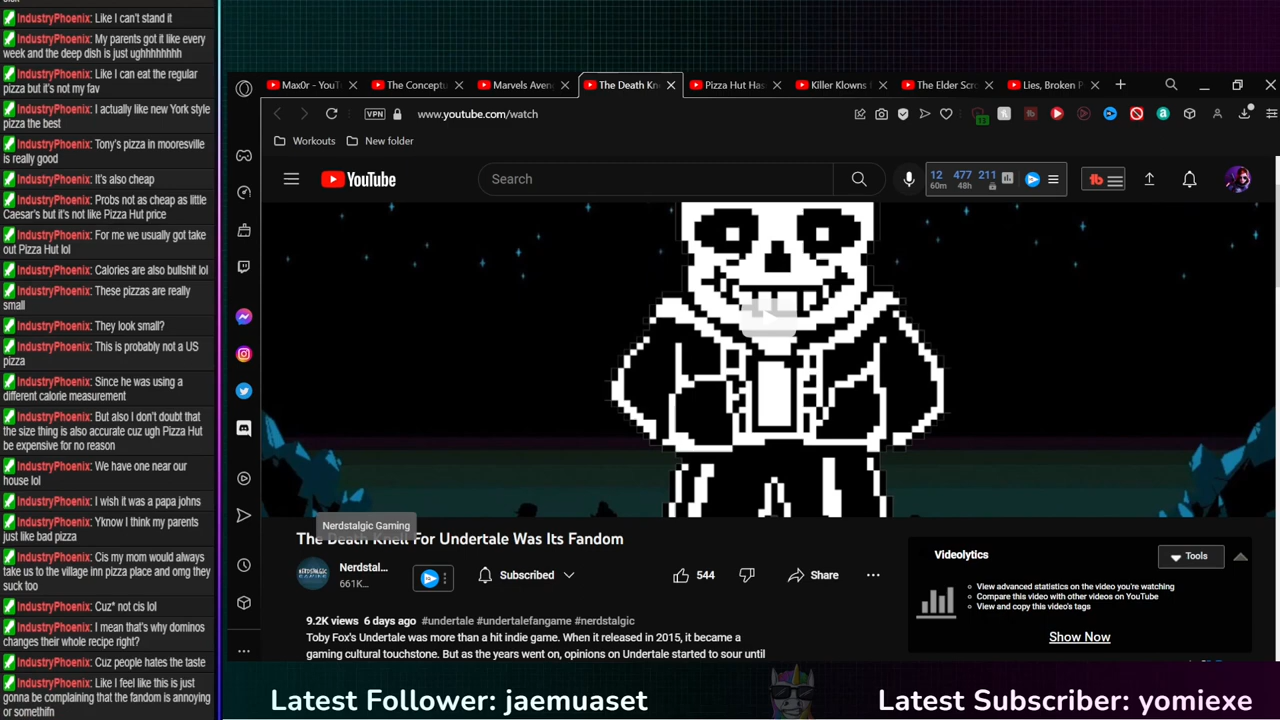 IndustryPhoenix: Like I can't stand it
IndustryPhoenix: My parents got it like every
week and the deep dish is just ughhhhhhhh
IndustryPhoenix: Like I can eat the regular
pizza but it's not my fav
IndustryPhoenix: I actually like new York style
pizza the best
IndustryPhoenix: Tony's pizza in mooresville
is really good
IndustryPhoenix: It's also cheap
IndustryPhoenix: Probs not as cheap as little
Caesar's but it's not like Pizza Hut price
IndustryPhoenix: For me we usually got take
out Pizza Hut lol
IndustryPhoenix: Calories are also bullshit lol
IndustryPhoenix: These pizzas are really
small
IndustryPhoenix: They look small?
IndustryPhoenix: This is probably not a US
pizza
IndustryPhoenix: Since he was using a
different calorie measurement
IndustryPhoenix: But also I don't doubt that
the size thing is also accurate cuz ugh Pizza Hut
be expensive for no reason
IndustryPhoenix: We have one near our
house lol
IndustryPhoenix: I wish it was a papa johns
IndustryPhoenix: Yknow I think my parents
just like bad pizza
IndustryPhoenix: Cis my mom would always
take us to the village inn pizza place and omg they
suck too
IndustryPhoenix: Cuz* not cis lol
IndustryPhoenix: I mean that's why dominos
changes their whole recipe right?
IndustryPhoenix: Cuz people hates the taste
IndustryPhoenix: Like I feel like this is just
gonna be complaining that the fandom is annoying
or somethifn
Max0r - YouT
The Conceptu
Marvels Aven
The Death Kn
Pizza Hut Has
Killer Klowns
The Elder Scr
Lies, Broken P
VPN
www.youtube.com/watch
13
Workouts
New folder
YouTube
Search
12 477 211
60m 48h
tb
Nerdstalgic Gaming
The Death Knell For Undertale Was Its Fandom
Nerdstal...
661K...
Subscribed
544
Share
9.2K views 6 days ago #undertale #undertalefangame #nerdstalgic
Toby Fox's Undertale was more than a hit indie game. When it released in 2015, it became a
gaming cultural touchstone. But as the years went on, opinions on Undertale started to sour until
Videolytics
Tools
View advanced statistics on the video you're watching
Compare this video with other videos on YouTube
View and copy this video's tags
Show Now
Latest Follower: jaemuaset
Latest Subscriber: yomiexe